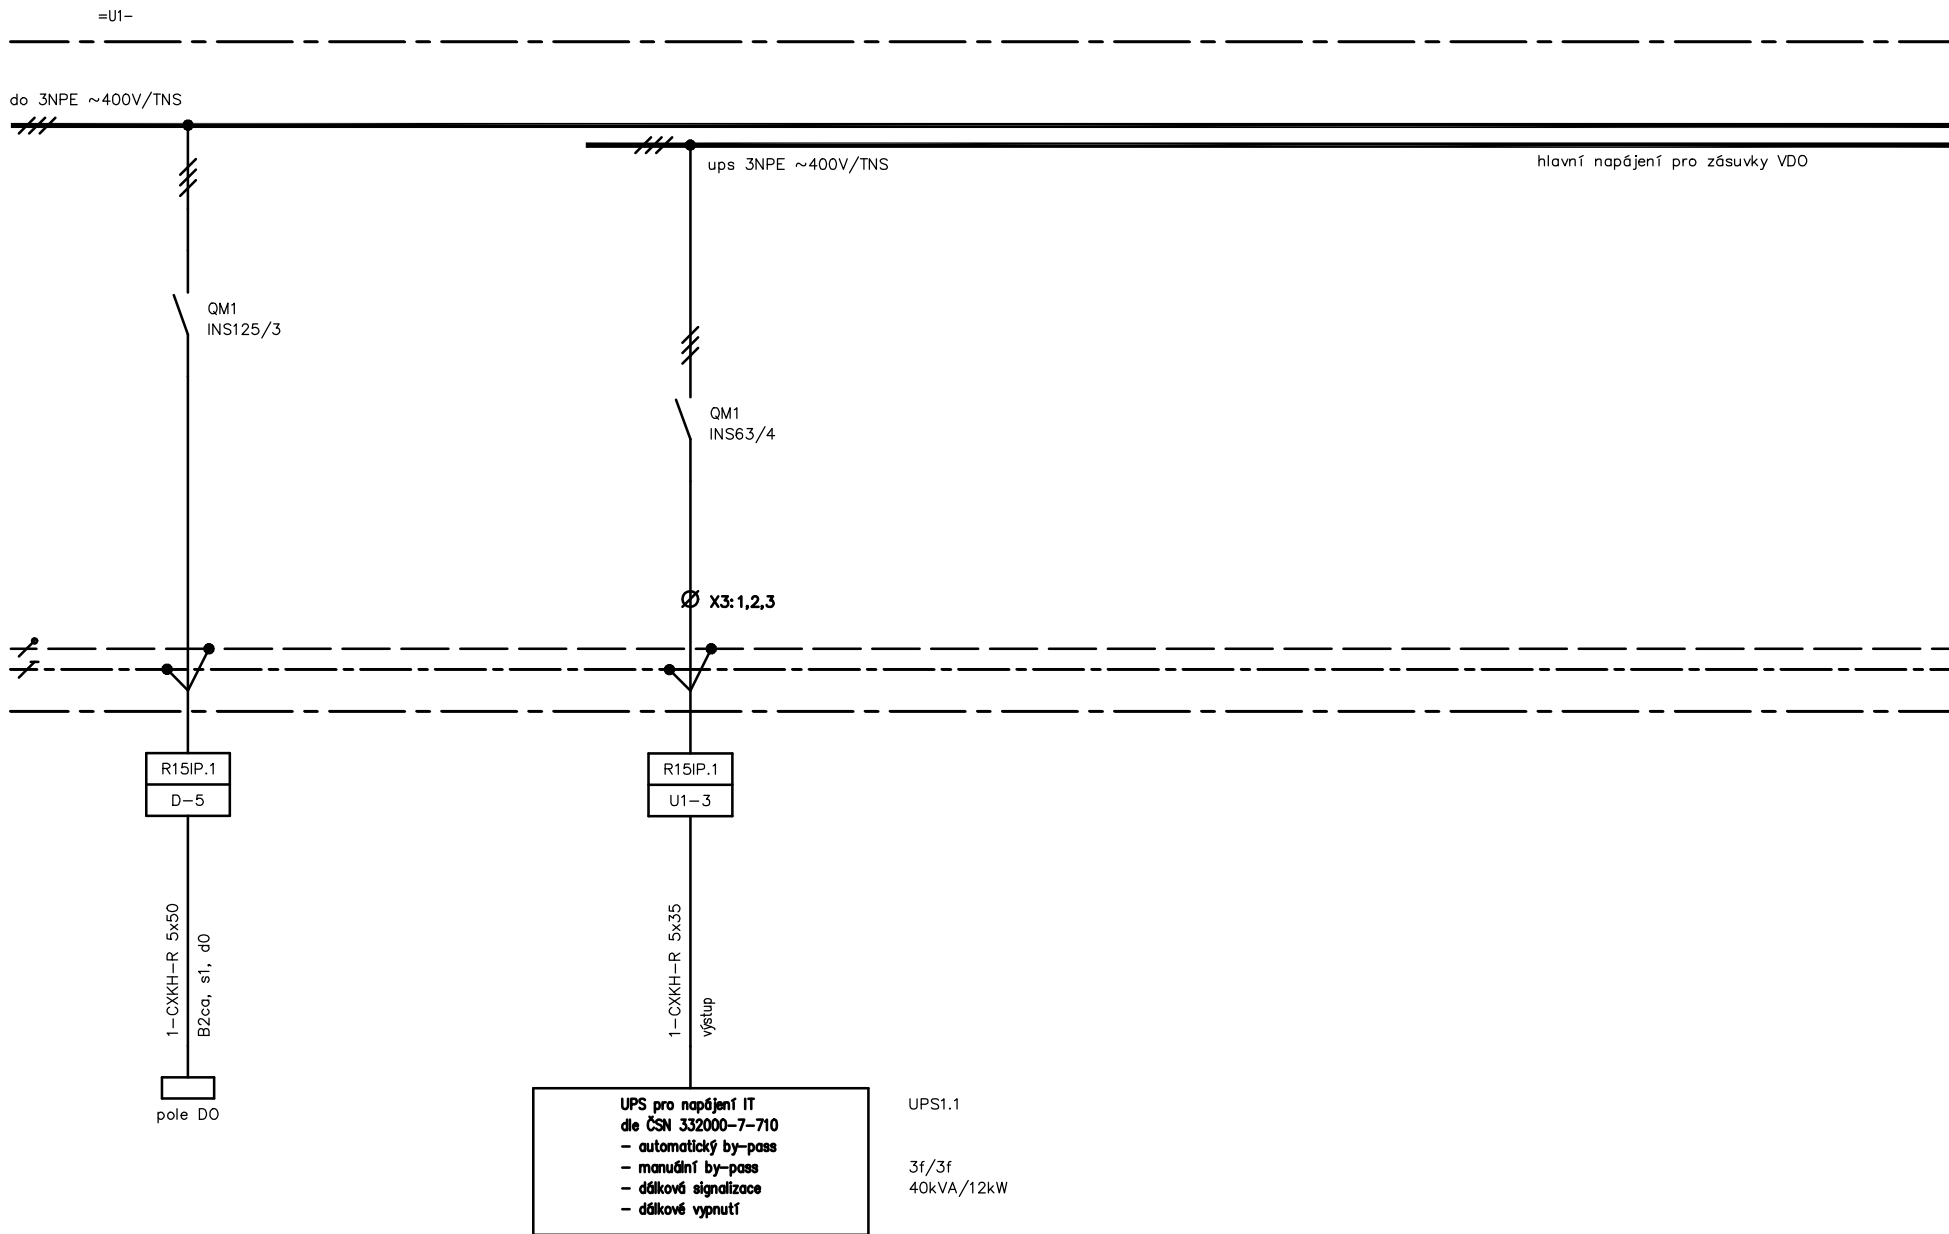 =U1-
do 3NPE ~400V/TNS
ups 3NPE ~400V/TNS
hlavní napájení pro zásuvky VDO
QM1
INS125/3
QM1
INS63/4
X3:1,2,3
R15IP.1
D-5
R15IP.1
U1-3
1-CXKH-R 5x50
B2ca, s1, d0
1-CXKH-R 5x35
výstup
pole DO
UPS pro napájení IT
dle ČSN 332000-7-710
- automatický by-pass
- manuální by-pass
- dálková signalizace
- dálkové vypnutí
UPS1.1
3f/3f
40kVA/12kW